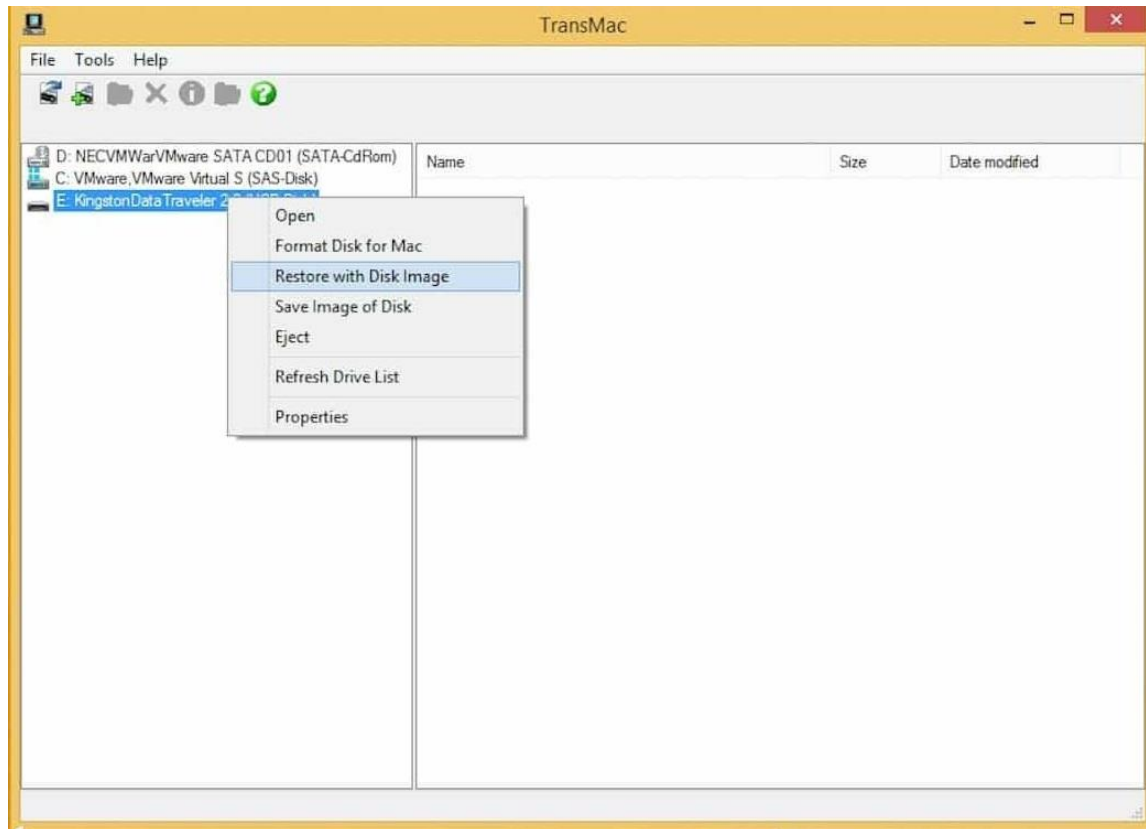 TransMac
File Tools Help
D: NECVMWarVMware SATA CD01 (SATA-CdRom)
C: VMware,VMware Virtual S (SAS-Disk)
E: KingstonDataTraveler
Name Size Date modified
Open
Format Disk for Mac
Restore with Disk Image
Save Image of Disk
Eject
Refresh Drive List
Properties